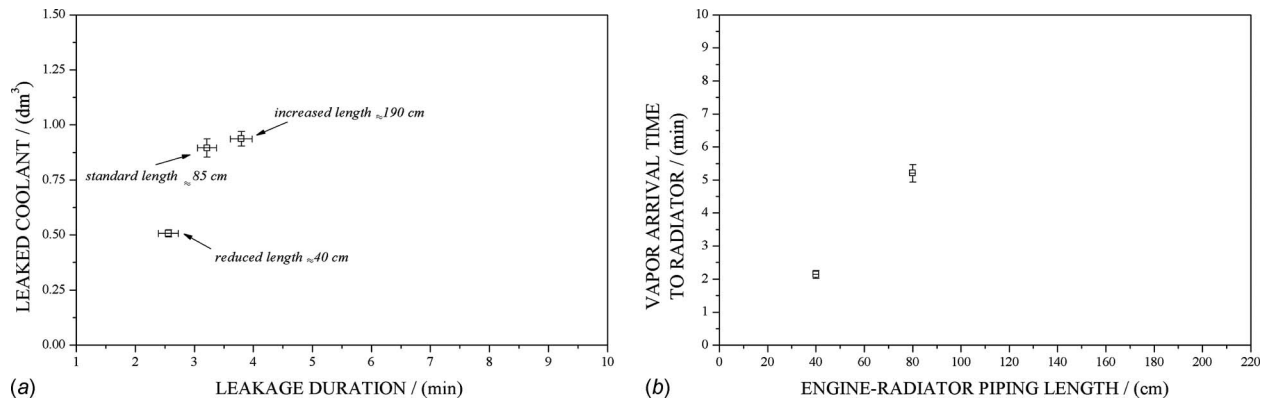 1.50
1.25
1.00
0.75
0.50
0.25
0.00
LEAKED COOLANT / (dm³)
increased length ≈190 cm
standard length ≈ 85 cm
reduced length ≈40 cm
1 2 3 4 5 6 7 8 9 10
(a) LEAKAGE DURATION / (min)
10
9
8
7
6
5
4
3
2
1
0
VAPOR ARRIVAL TIME
TO RADIATOR / (min)
0 20 40 60 80 100 120 140 160 180 200 220
(b) ENGINE-RADIATOR PIPING LENGTH / (cm)